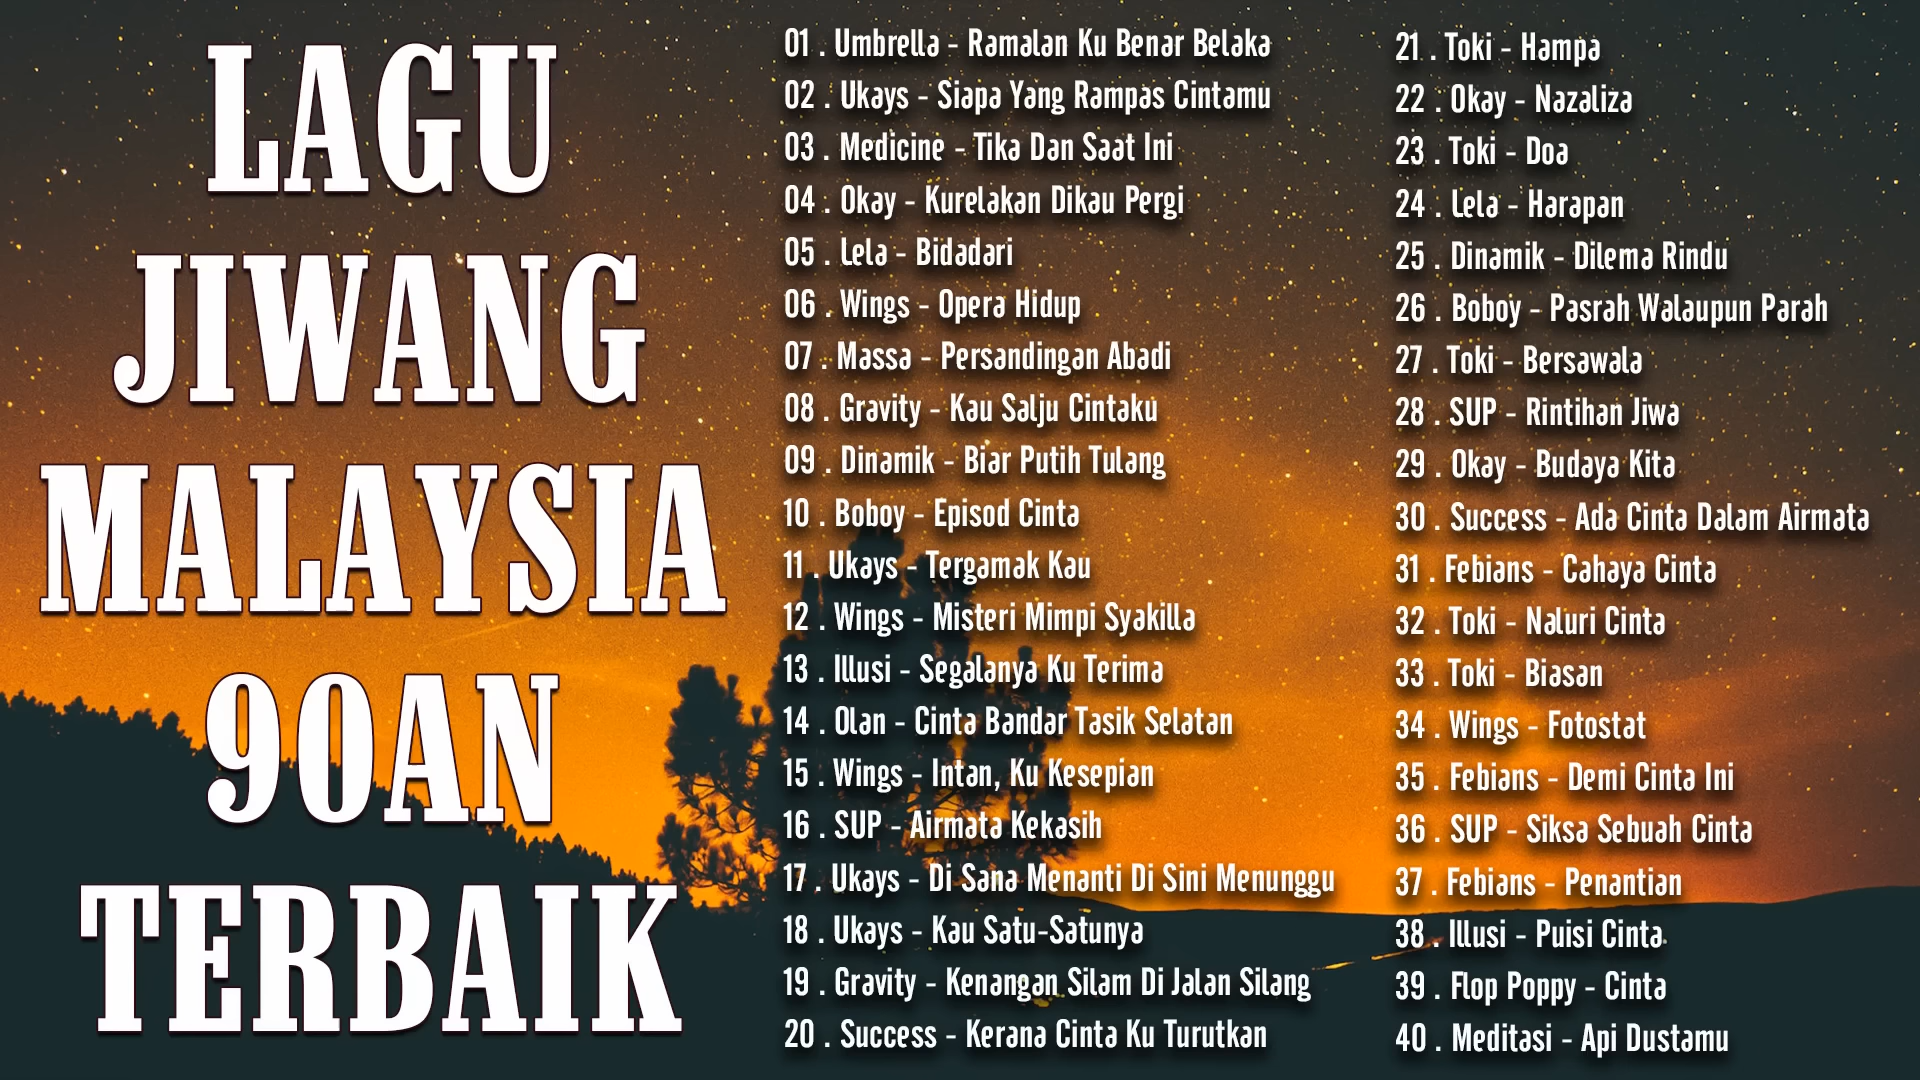 LAGU
JIWANG
MALAYSIA
90AN
TERBAIK
01 . Umbrella - Ramalan Ku Benar Belaka
02 . Ukays - Siapa Yang Rampas Cintamu
03 . Medicine - Tika Dan Saat Ini
04 . Okay - Kurelakan Dikau Pergi
05 . Lela - Bidadari
06 . Wings - Opera Hidup
07 . Massa - Persandingan Abadi
08 . Gravity - Kau Salju Cintaku
09 . Dinamik - Biar Putih Tulang
10 . Boboy - Episod Cinta
11 . Ukays - Tergamak Kau
12 . Wings - Misteri Mimpi Syakilla
13 . Illusi - Segalanya Ku Terima
14 . Olan - Cinta Bandar Tasik Selatan
15 . Wings - Intan, Ku Kesepian
16 . SUP - Airmata Kekasih
17 . Ukays - Di Sana Menanti Di Sini Menunggu
18 . Ukays - Kau Satu-Satunya
19 . Gravity - Kenangan Silam Di Jalan Silang
20 . Success - Kerana Cinta Ku Turutkan
21 . Toki - Hampa
22 . Okay - Nazaliza
23 . Toki - Doa
24 . Lela - Harapan
25 . Dinamik - Dilema Rindu
26 . Boboy - Pasrah Walaupun Parah
27 . Toki - Bersawala
28 . SUP - Rintihan Jiwa
29 . Okay - Budaya Kita
30 . Success - Ada Cinta Dalam Airmata
31 . Febians - Cahaya Cinta
32 . Toki - Naluri Cinta
33 . Toki - Biasan
34 . Wings - Fotostat
35 . Febians - Demi Cinta Ini
36 . SUP - Siksa Sebuah Cinta
37 . Febians - Penantian
38 . Illusi - Puisi Cinta
39 . Flop Poppy - Cinta
40 . Meditasi - Api Dustamu